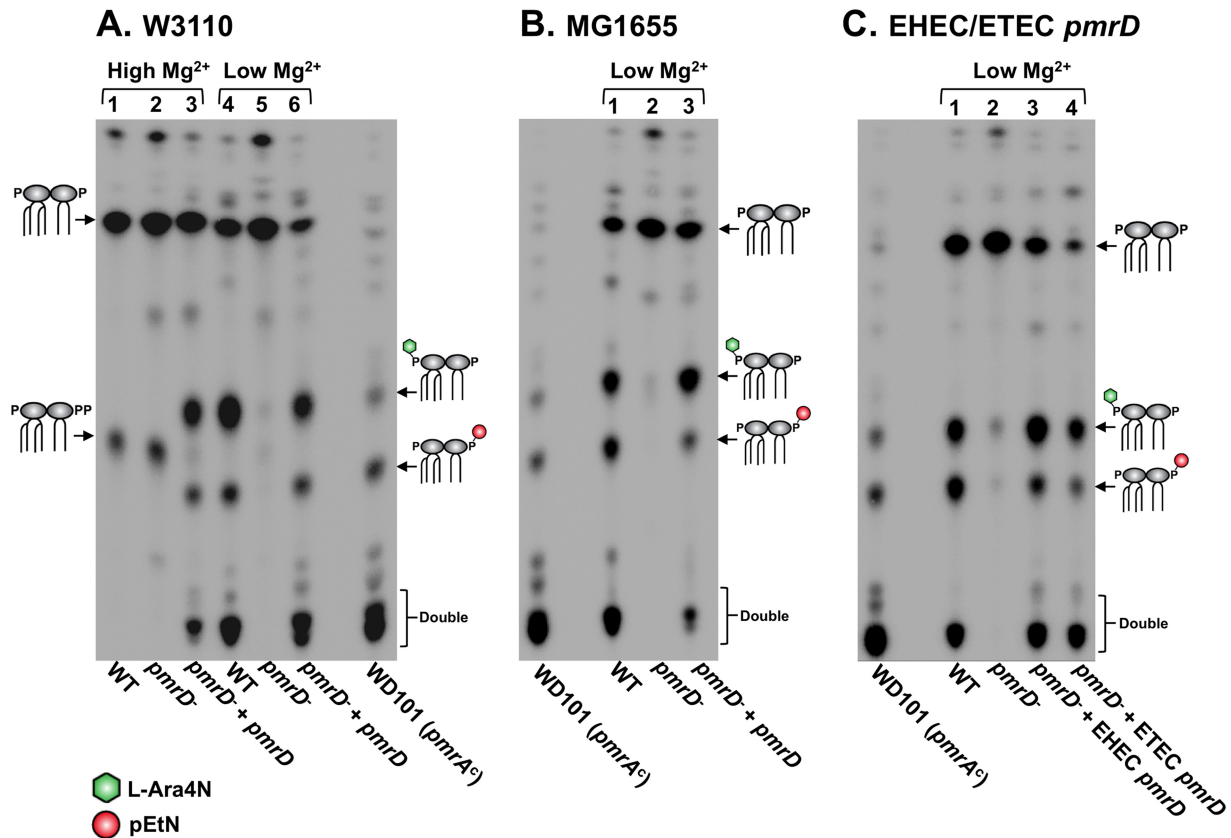 A. W3110
High Mg²⁺ Low Mg²⁺
1 2 3 4 5 6
P P
P PP
P P
P P
Double
WT
pmrD⁻
pmrD⁻ + pmrD
WT
pmrD⁻
pmrD⁻ + pmrD
WD101 (pmrAᶜ)
L-Ara4N
pEtN
B. MG1655
Low Mg²⁺
1 2 3
P P
P P
P P
Double
WD101 (pmrAᶜ)
WT
pmrD⁻
pmrD⁻ + pmrD
C. EHEC/ETEC pmrD
Low Mg²⁺
1 2 3 4
P P
P P
P P
Double
WD101 (pmrAᶜ)
WT
pmrD⁻
pmrD⁻ + EHEC pmrD
pmrD⁻ + ETEC pmrD